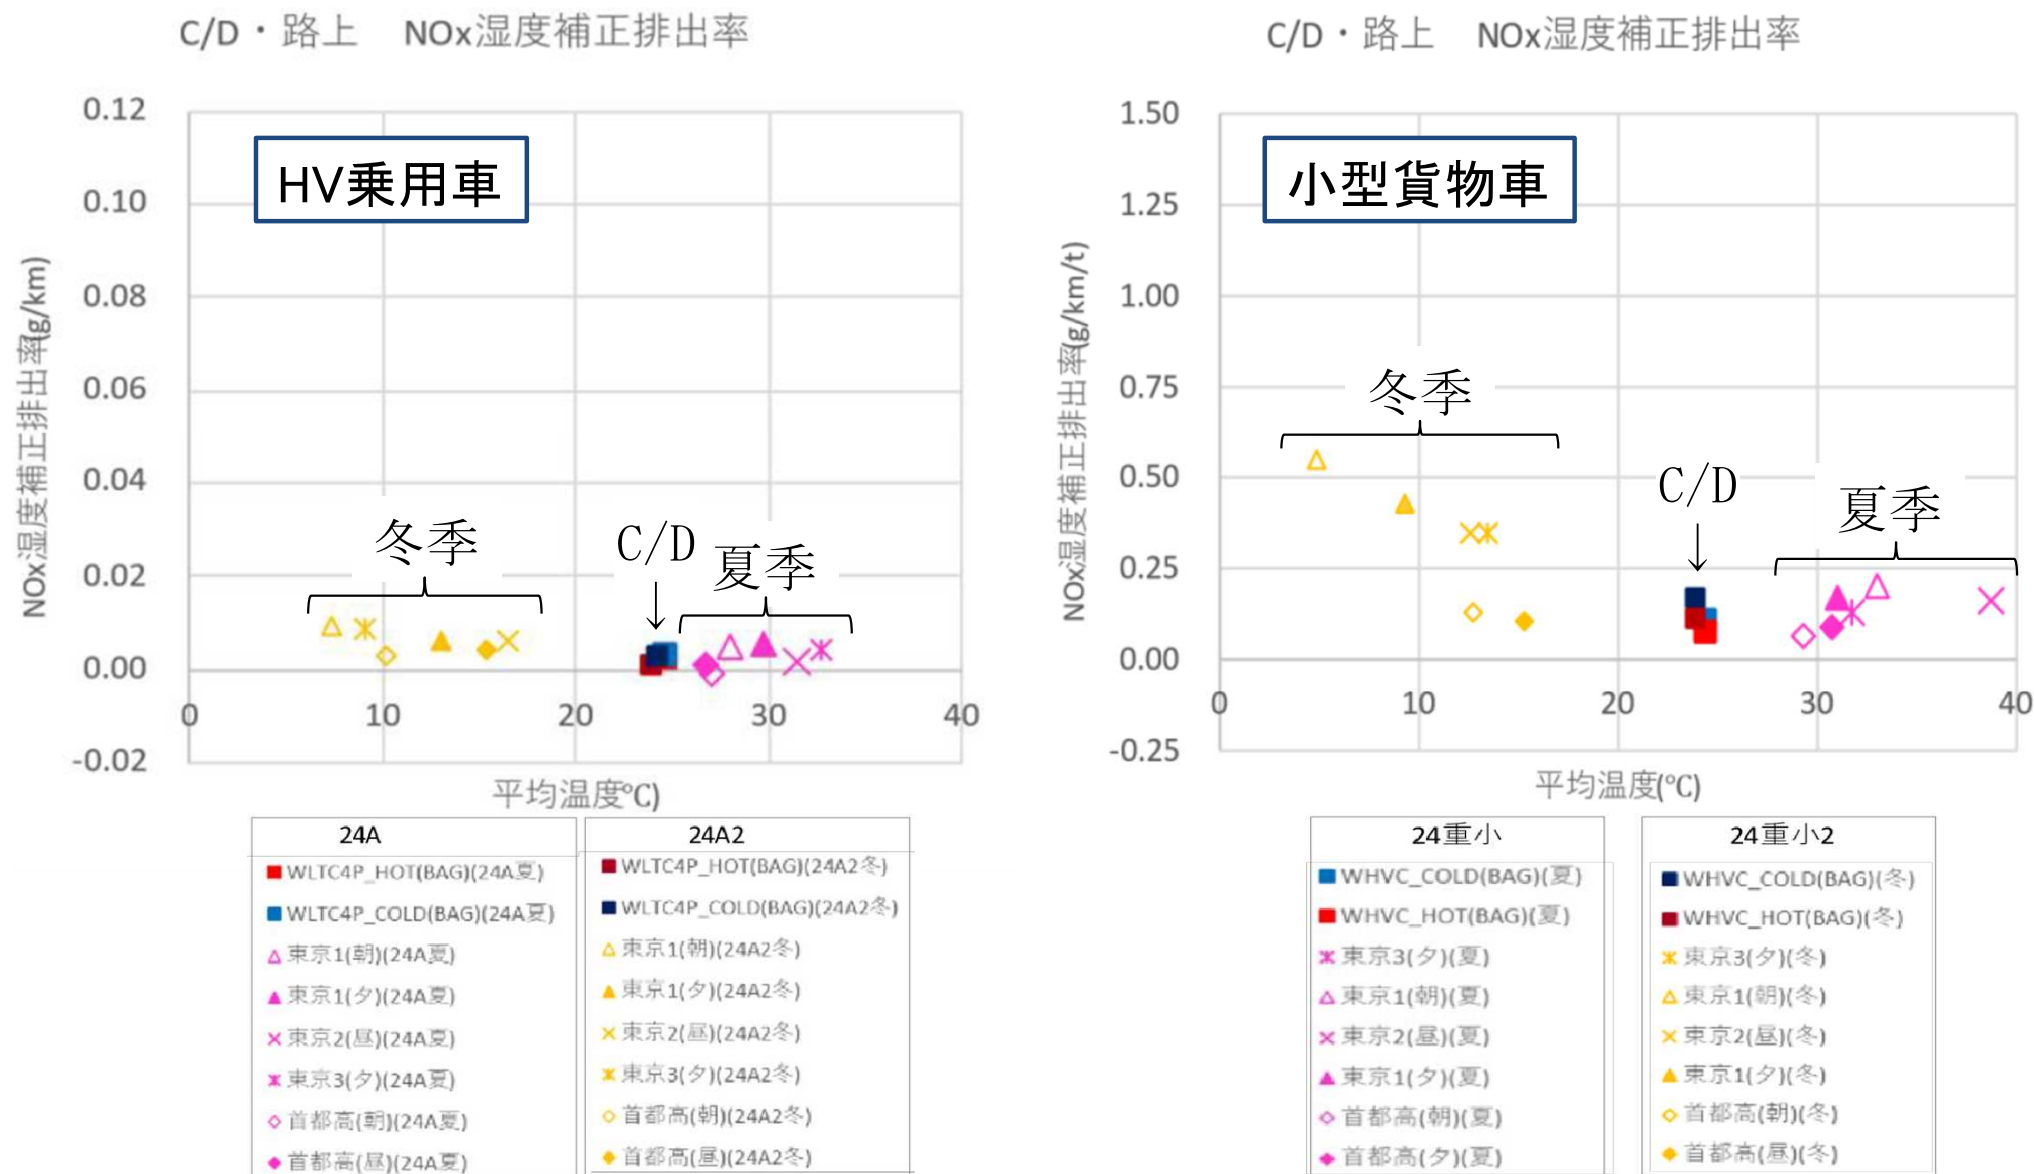 C/D・路上　NOx湿度補正排出率
0.12
0.10
0.08
0.06
0.04
0.02
0.00
-0.02
0
10
20
30
40
NOx湿度補正排出率(g/km)
HV乗用車
冬季
C/D
夏季
平均温度℃)
24A
WLTC4P_HOT(BAG)(24A夏)
WLTC4P_COLD(BAG)(24A夏)
東京1(朝)(24A夏)
東京1(夕)(24A夏)
東京2(昼)(24A夏)
東京3(夕)(24A夏)
首都高(朝)(24A夏)
首都高(昼)(24A夏)
24A2
WLTC4P_HOT(BAG)(24A2冬)
WLTC4P_COLD(BAG)(24A2冬)
東京1(朝)(24A2冬)
東京1(夕)(24A2冬)
東京2(昼)(24A2冬)
東京3(夕)(24A2冬)
首都高(朝)(24A2冬)
首都高(昼)(24A2冬)
C/D・路上　NOx湿度補正排出率
1.50
1.25
1.00
0.75
0.50
0.25
0.00
-0.25
0
10
20
30
40
NOx湿度補正排出率(g/km/t)
小型貨物車
冬季
C/D
夏季
平均温度(℃)
24重小
WHVC_COLD(BAG)(夏)
WHVC_HOT(BAG)(夏)
東京3(夕)(夏)
東京1(朝)(夏)
東京2(昼)(夏)
東京1(夕)(夏)
首都高(朝)(夏)
首都高(夕)(夏)
24重小2
WHVC_COLD(BAG)(冬)
WHVC_HOT(BAG)(冬)
東京3(夕)(冬)
東京1(朝)(冬)
東京2(昼)(冬)
東京1(夕)(冬)
首都高(朝)(冬)
首都高(昼)(冬)